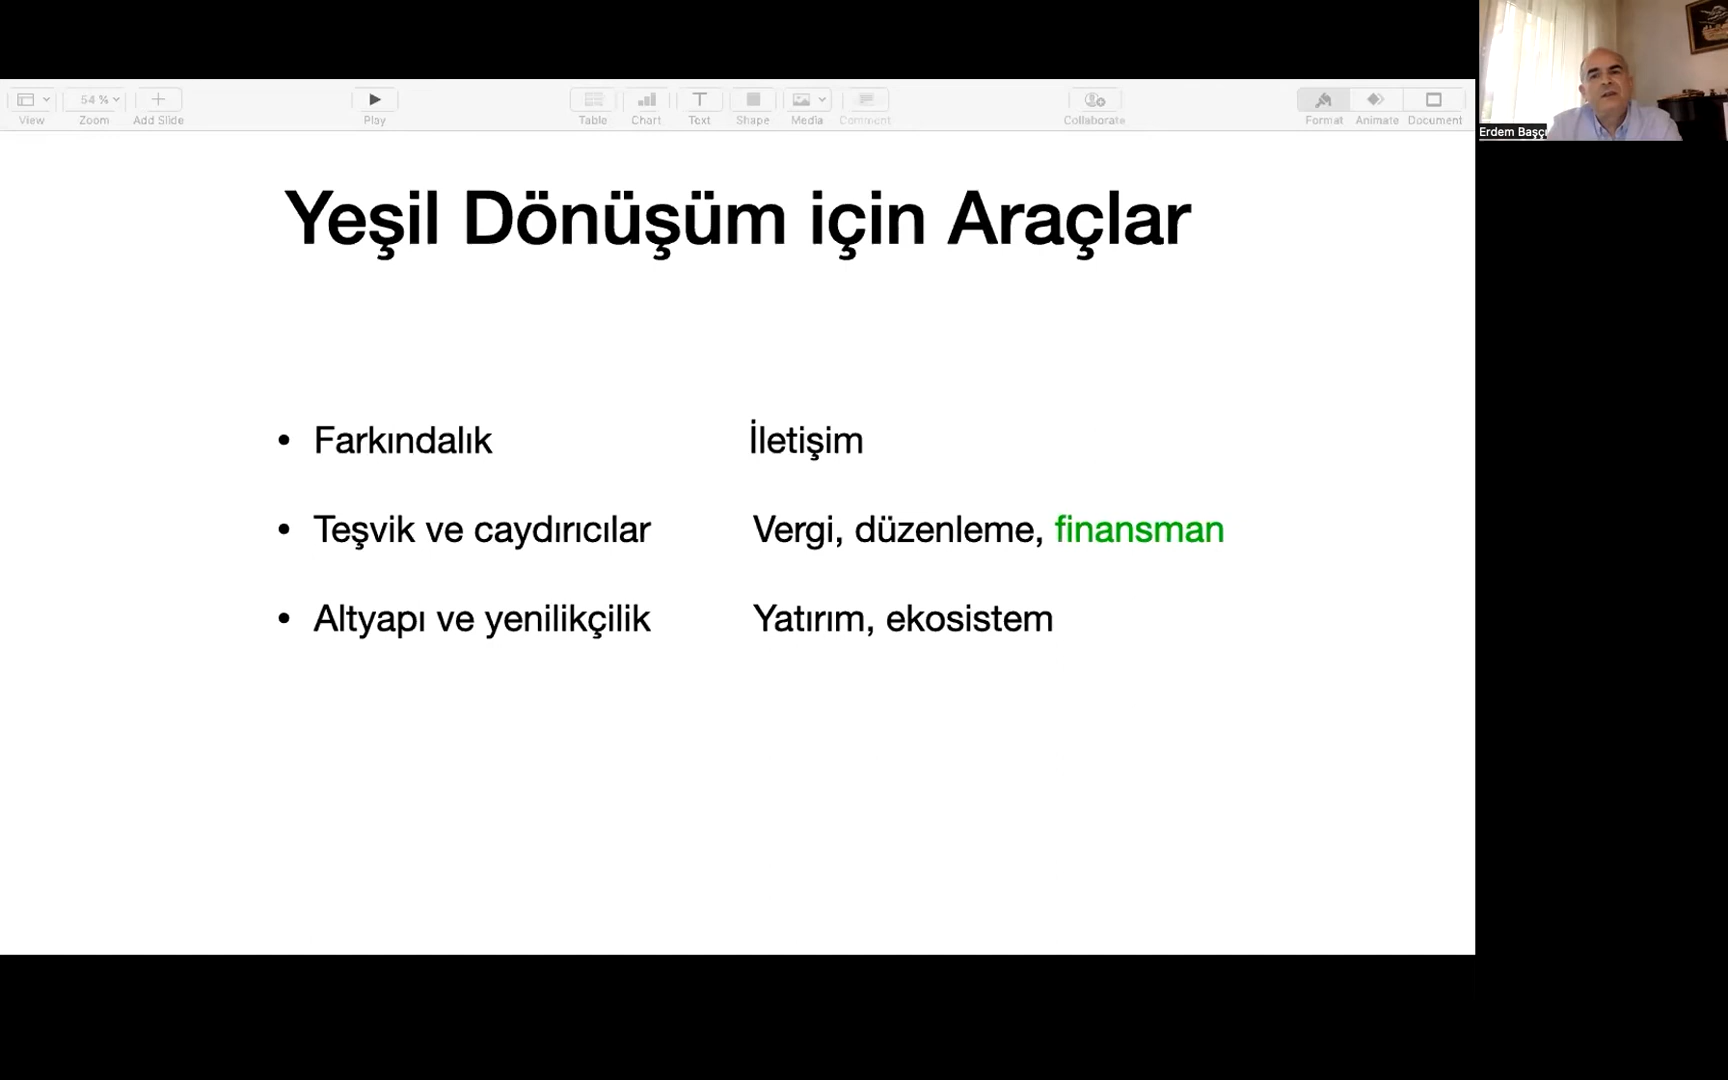 View
54 %
Zoom
Add Slide
Play
Table
Chart
Text
Shape
Media
Comment
Collaborate
Format
Animate
Document
Erdem Başçı
Yeşil Dönüşüm için Araçlar
• Farkındalık İletişim
• Teşvik ve caydırıcılar Vergi, düzenleme, finansman
• Altyapı ve yenilikçilik Yatırım, ekosistem